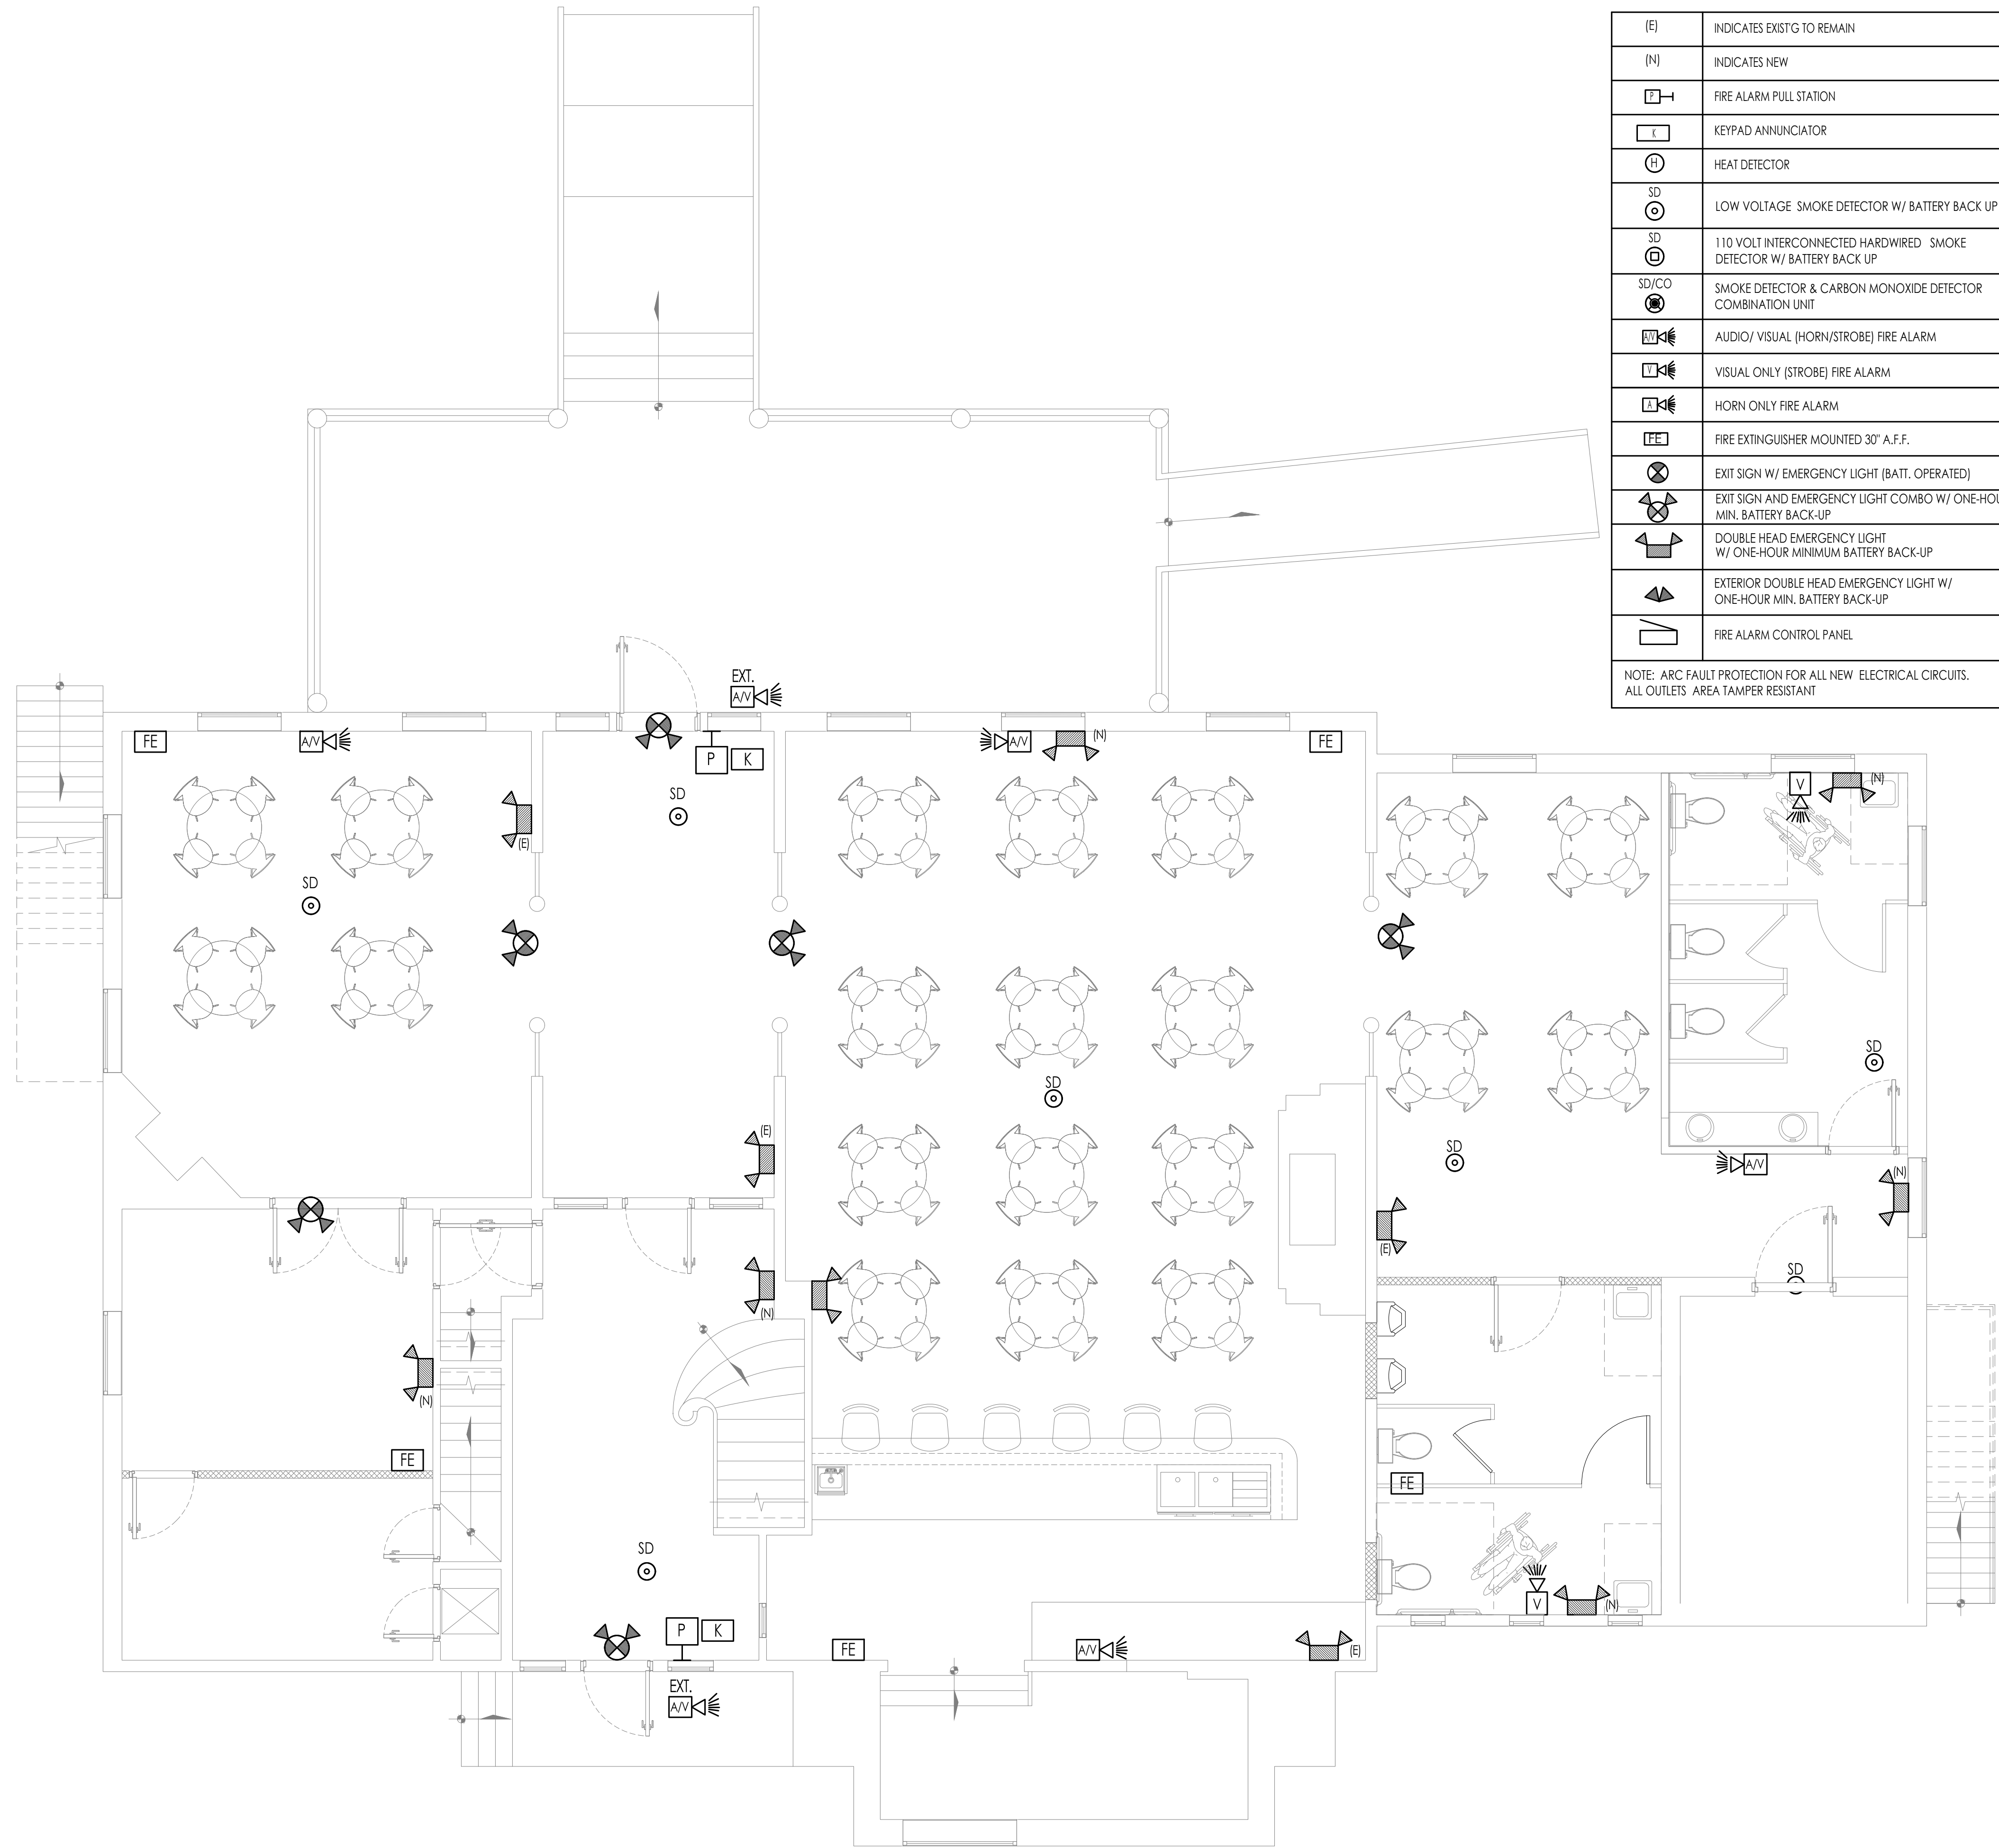 (E) INDICATES EXIST'G TO REMAIN
(N) INDICATES NEW
P FIRE ALARM PULL STATION
K KEYPAD ANNUNCIATOR
H HEAT DETECTOR
SD LOW VOLTAGE SMOKE DETECTOR W/ BATTERY BACK UP
SD 110 VOLT INTERCONNECTED HARDWIRED SMOKE
DETECTOR W/ BATTERY BACK UP
SD/CO SMOKE DETECTOR & CARBON MONOXIDE DETECTOR
COMBINATION UNIT
A/V AUDIO/ VISUAL (HORN/STROBE) FIRE ALARM
V VISUAL ONLY (STROBE) FIRE ALARM
A HORN ONLY FIRE ALARM
FE FIRE EXTINGUISHER MOUNTED 30" A.F.F.
EXIT SIGN W/ EMERGENCY LIGHT (BATT. OPERATED)
EXIT SIGN AND EMERGENCY LIGHT COMBO W/ ONE-HOU
MIN. BATTERY BACK-UP
DOUBLE HEAD EMERGENCY LIGHT
W/ ONE-HOUR MINIMUM BATTERY BACK-UP
EXTERIOR DOUBLE HEAD EMERGENCY LIGHT W/
ONE-HOUR MIN. BATTERY BACK-UP
FIRE ALARM CONTROL PANEL
NOTE: ARC FAULT PROTECTION FOR ALL NEW ELECTRICAL CIRCUITS.
ALL OUTLETS AREA TAMPER RESISTANT
EXT.
A/V
FE
A/V
P
K
A/V
(N)
FE
V
(N)
SD
(E)
SD
SD
SD
(E)
SD
A/V
(N)
(E)
SD
(N)
(N)
FE
FE
SD
V
(N)
P
K
FE
A/V
(E)
EXT.
A/V